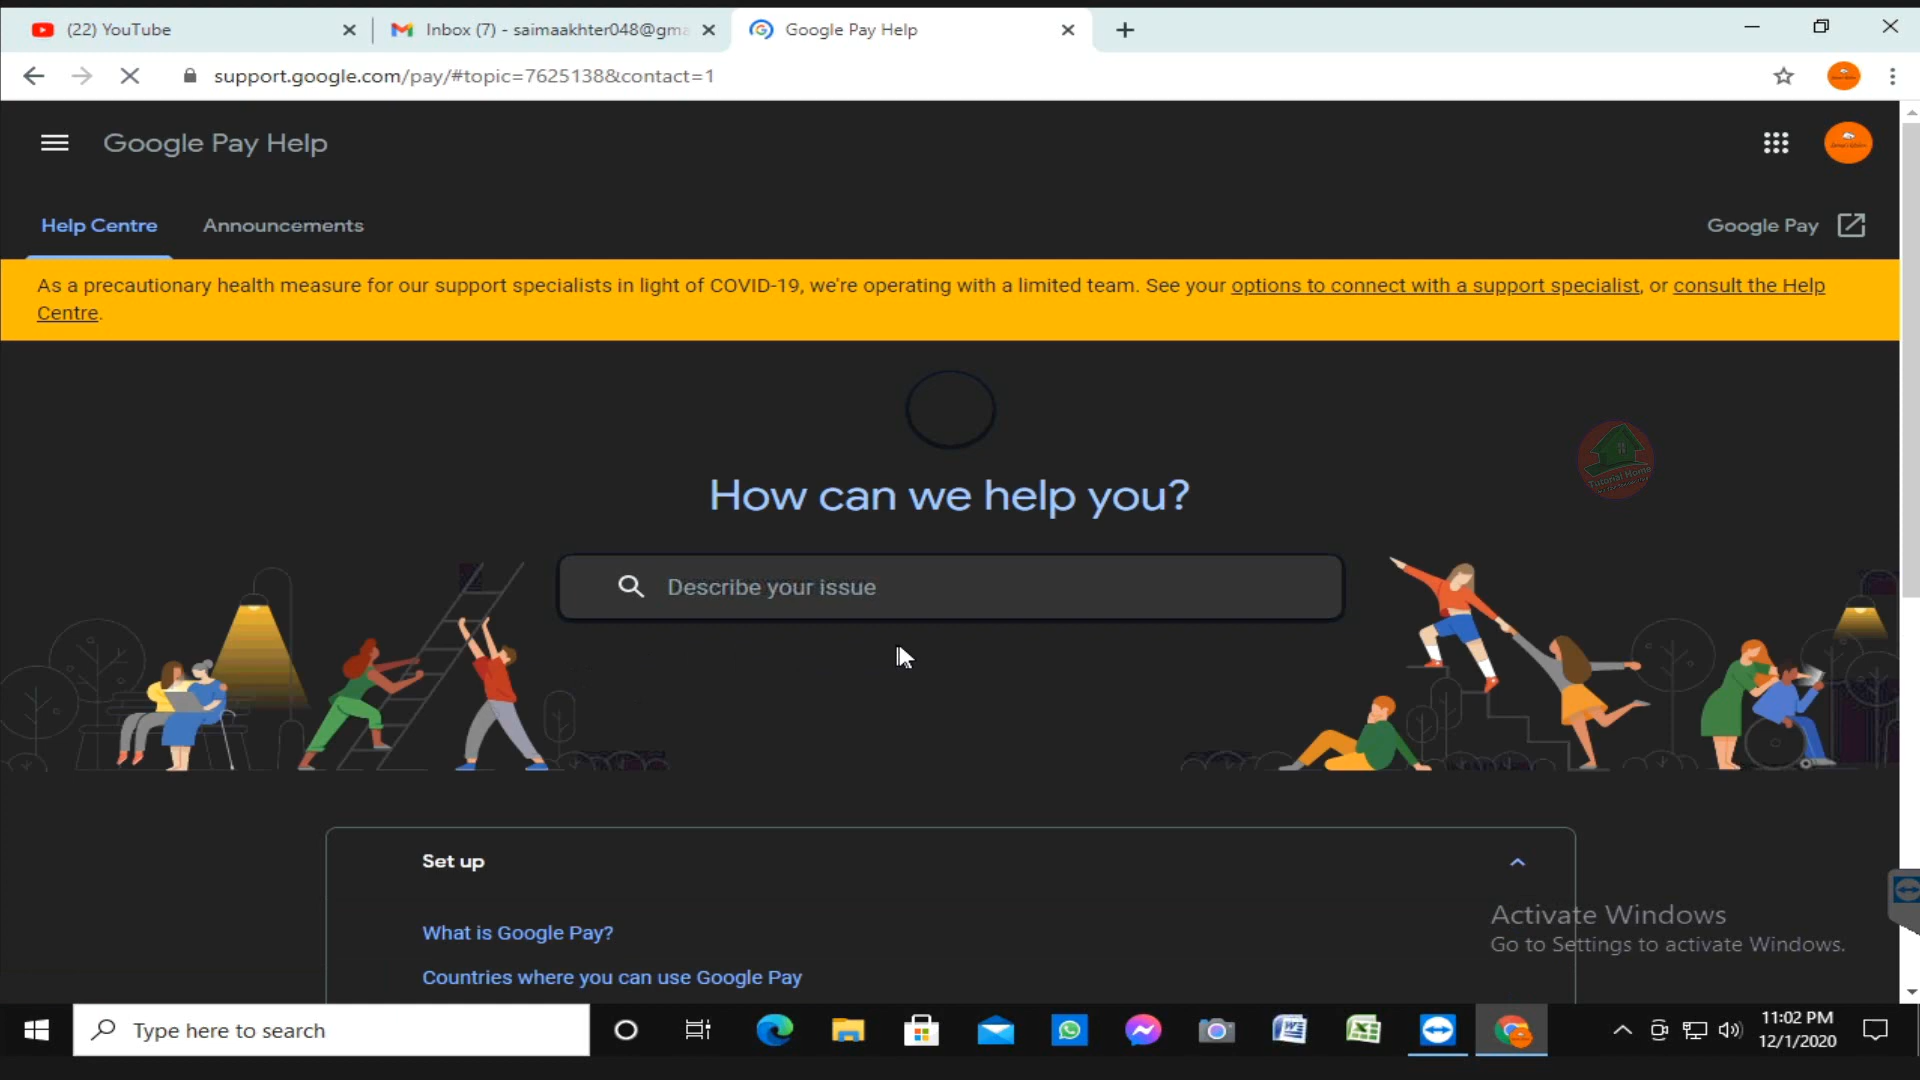 (22) YouTube
Inbox (7) - saimaakhter048@gma
Google Pay Help
support.google.com/pay/#topic=7625138&contact=1
Google Pay Help
Help Centre
Announcements
Google Pay
As a precautionary health measure for our support specialists in light of COVID-19, we're operating with a limited team. See your options to connect with a support specialist, or consult the Help
Centre.
How can we help you?
Tutorial Home
Describe your issue
Set up
What is Google Pay?
Countries where you can use Google Pay
Activate Windows
Go to Settings to activate Windows.
Type here to search
11:02 PM
12/1/2020